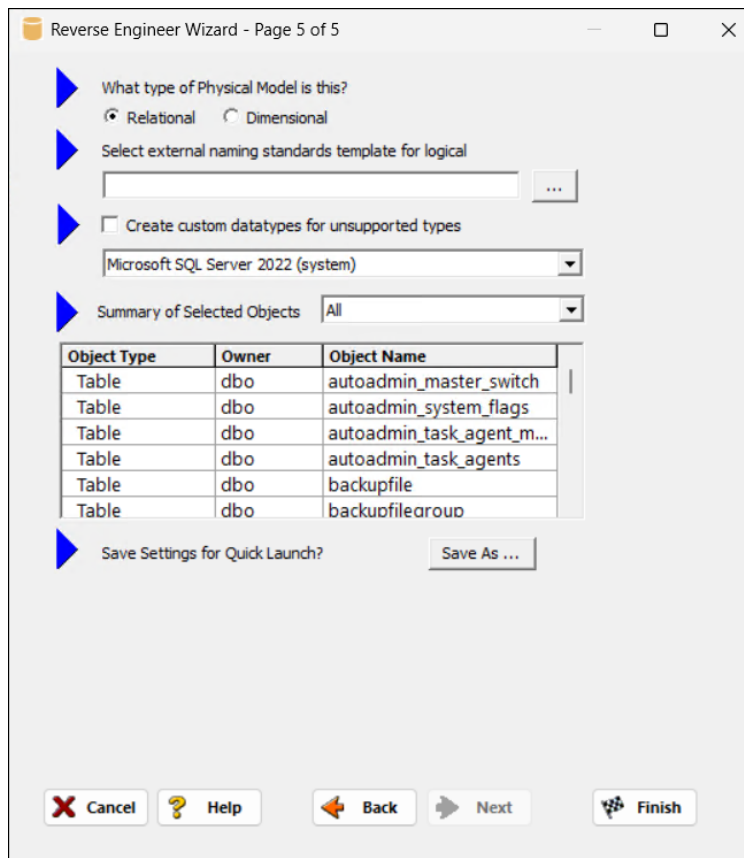 Reverse Engineer Wizard - Page 5 of 5
What type of Physical Model is this?
Relational Dimensional
Select external naming standards template for logical
...
Create custom datatypes for unsupported types
Microsoft SQL Server 2022 (system)
Summary of Selected Objects All
Object Type Owner Object Name
Table dbo autoadmin_master_switch
Table dbo autoadmin_system_flags
Table dbo autoadmin_task_agent_m...
Table dbo autoadmin_task_agents
Table dbo backupfile
Table dbo backupfilegroup
Save Settings for Quick Launch? Save As ...
Cancel Help Back Next Finish